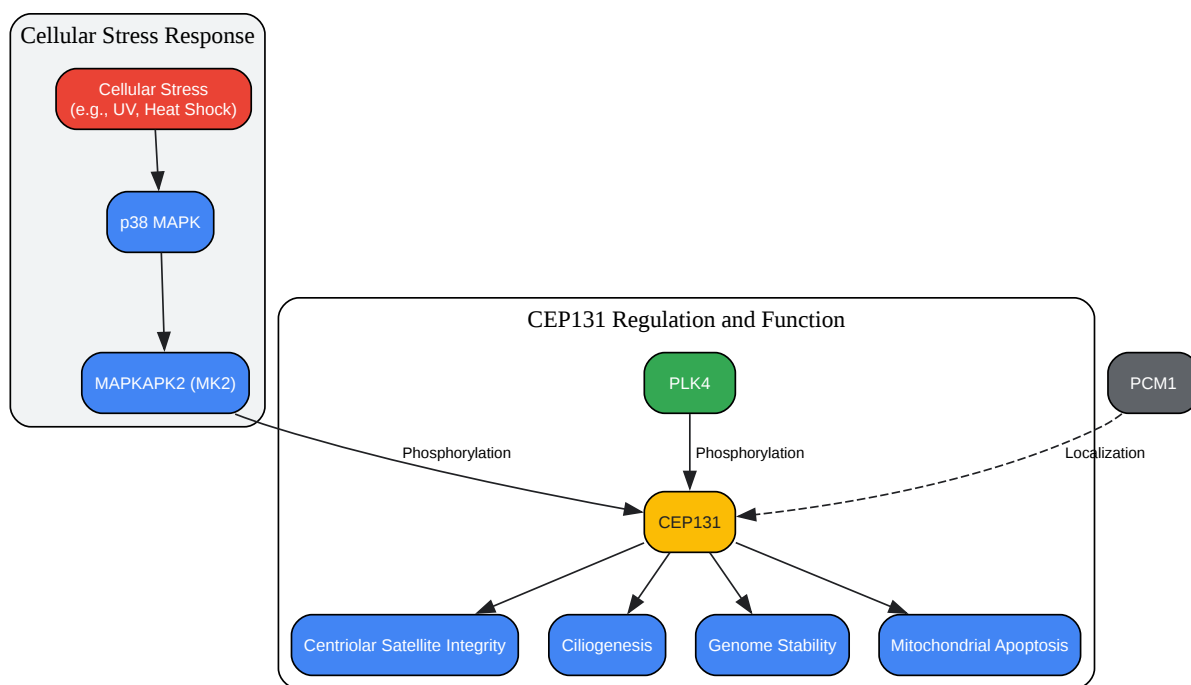 Cellular Stress Response
Cellular Stress
(e.g., UV, Heat Shock)
p38 MAPK
MAPKAPK2 (MK2)
CEP131 Regulation and Function
PLK4
PCM1
Phosphorylation
Phosphorylation
Localization
CEP131
Centriolar Satellite Integrity
Ciliogenesis
Genome Stability
Mitochondrial Apoptosis